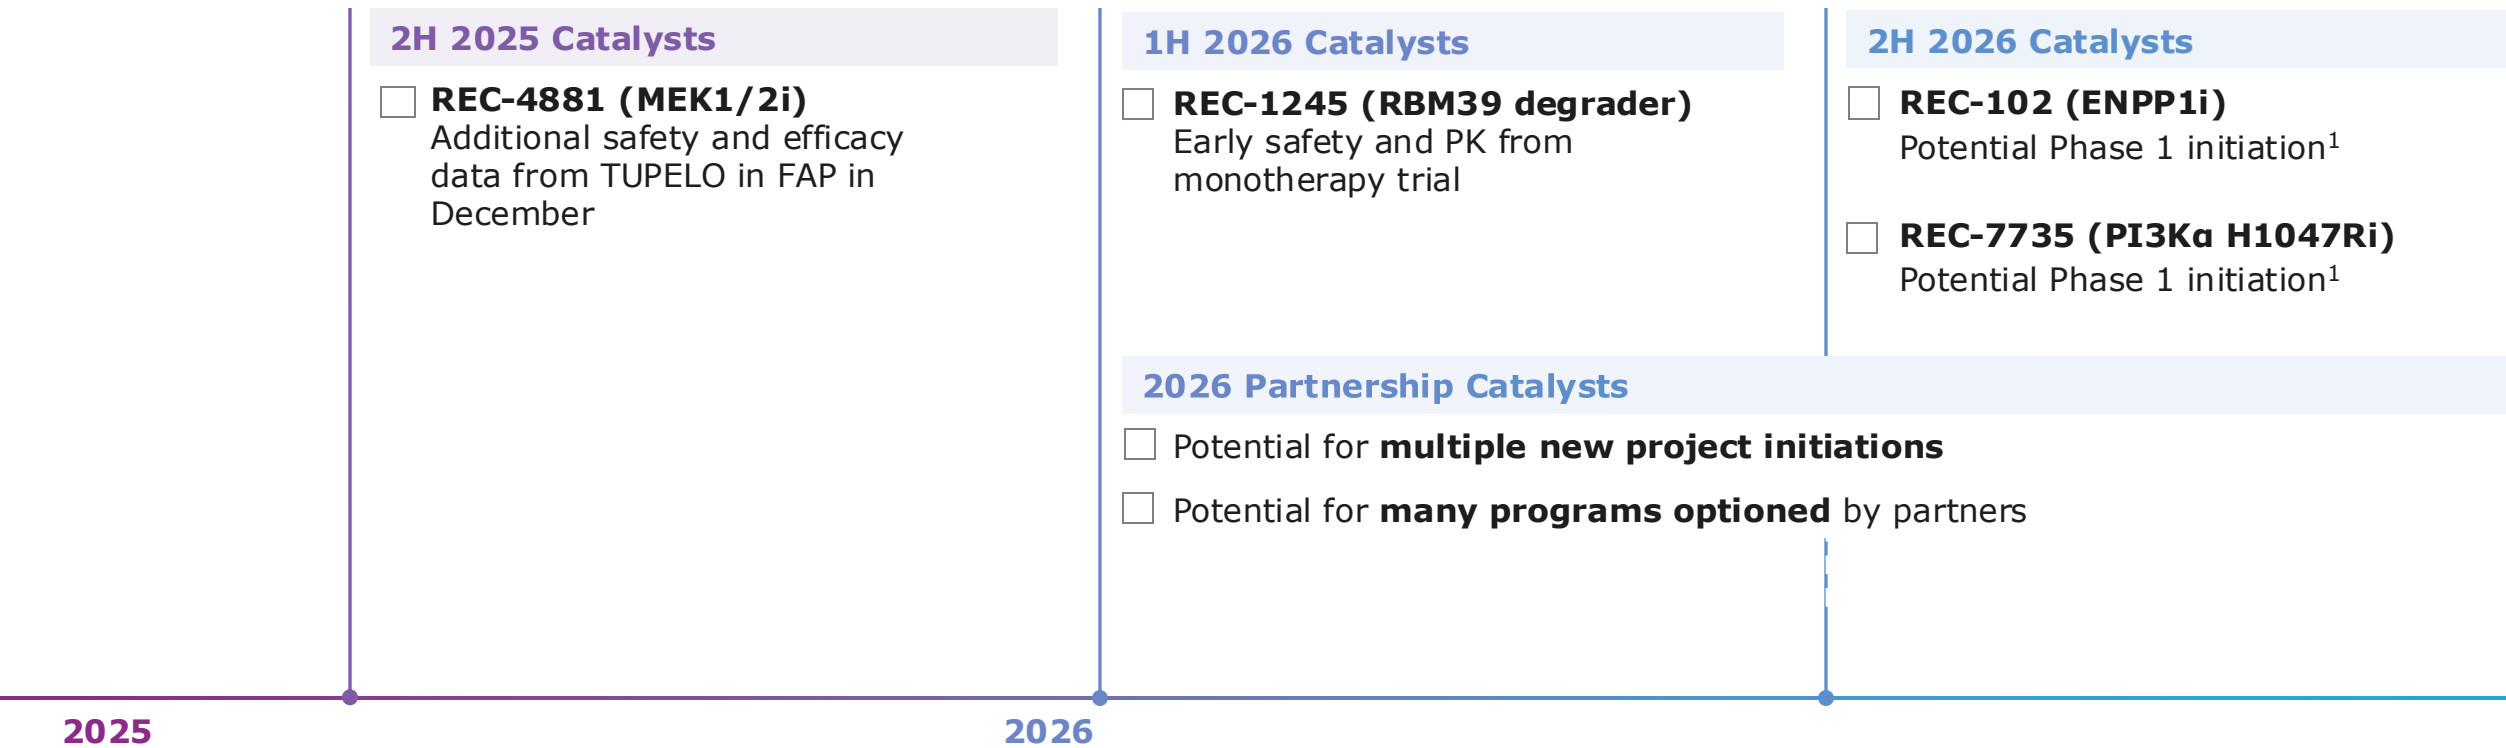 2H 2025 Catalysts
REC-4881 (MEK1/2i)
Additional safety and efficacy
data from TUPELO in FAP in
December
1H 2026 Catalysts
REC-1245 (RBM39 degrader)
Early safety and PK from
monotherapy trial
2H 2026 Catalysts
REC-102 (ENPP1i)
Potential Phase 1 initiation¹
REC-7735 (PI3Kα H1047Ri)
Potential Phase 1 initiation¹
2026 Partnership Catalysts
Potential for multiple new project initiations
Potential for many programs optioned by partners
2025
2026